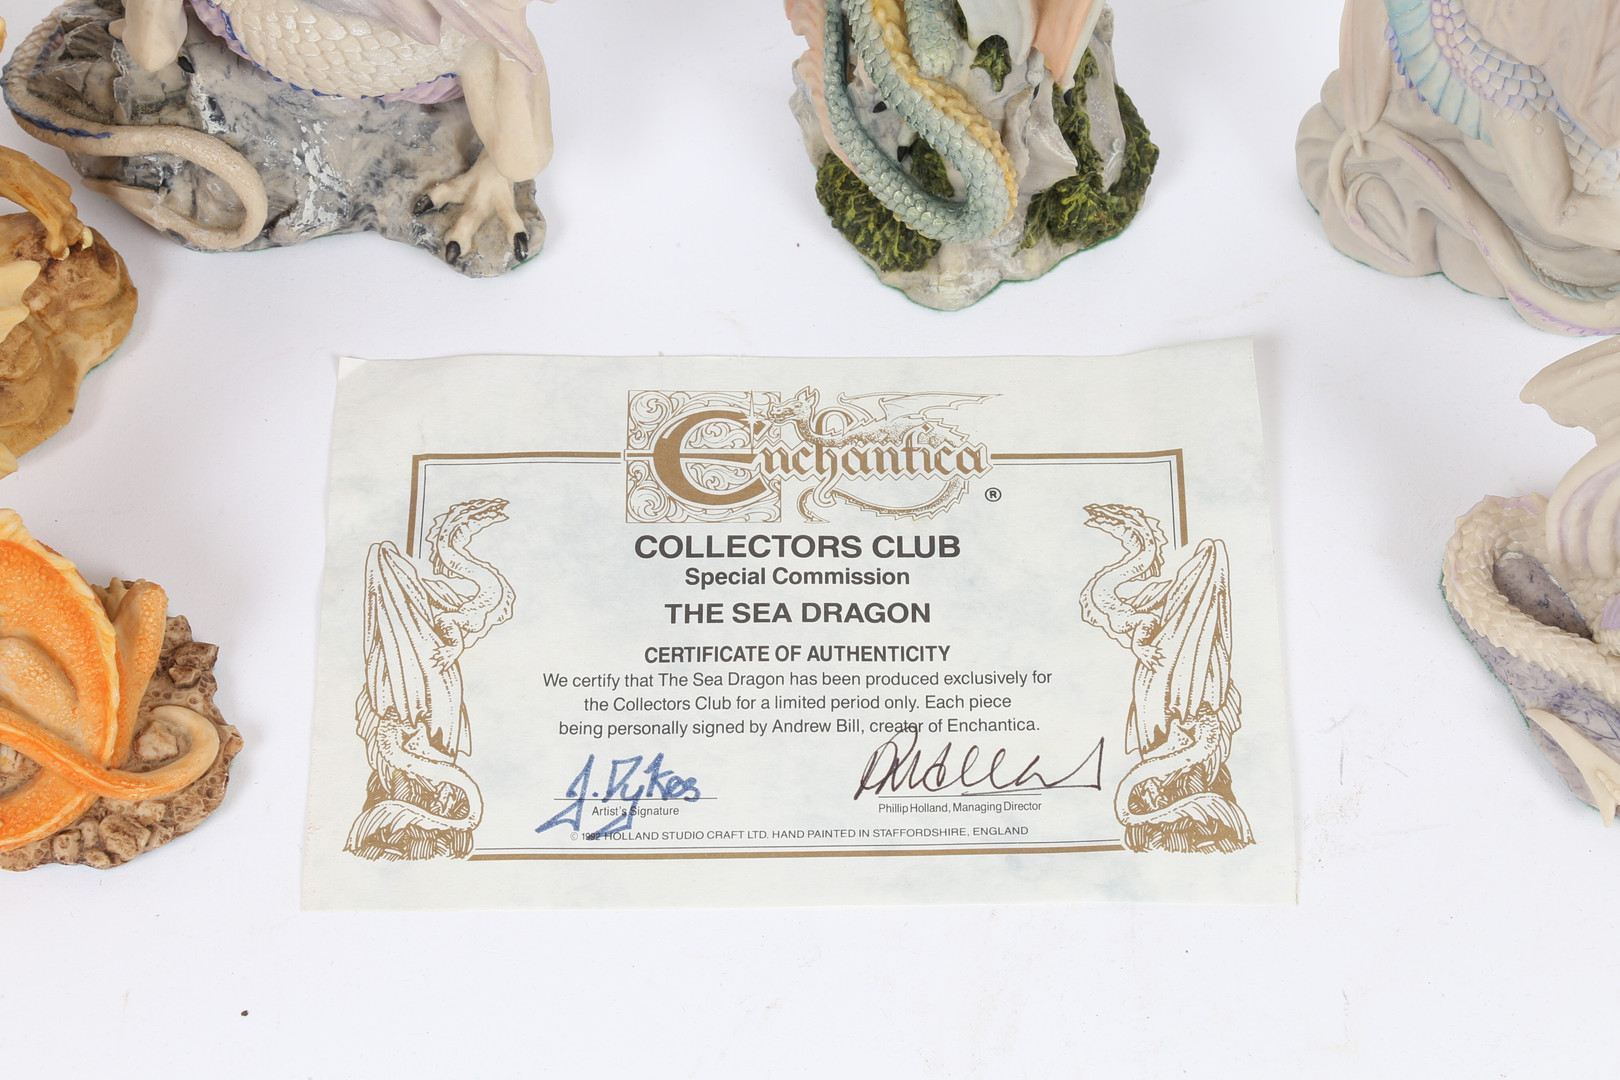 Enchantica
®
COLLECTORS CLUB
Special Commission
THE SEA DRAGON
CERTIFICATE OF AUTHENTICITY
We certify that The Sea Dragon has been produced exclusively for
the Collectors Club for a limited period only. Each piece
being personally signed by Andrew Bill, creator of Enchantica.
J. Dykes
Artist's Signature
Phillip Holland, Managing Director
© 1992 HOLLAND STUDIO CRAFT LTD. HAND PAINTED IN STAFFORDSHIRE, ENGLAND